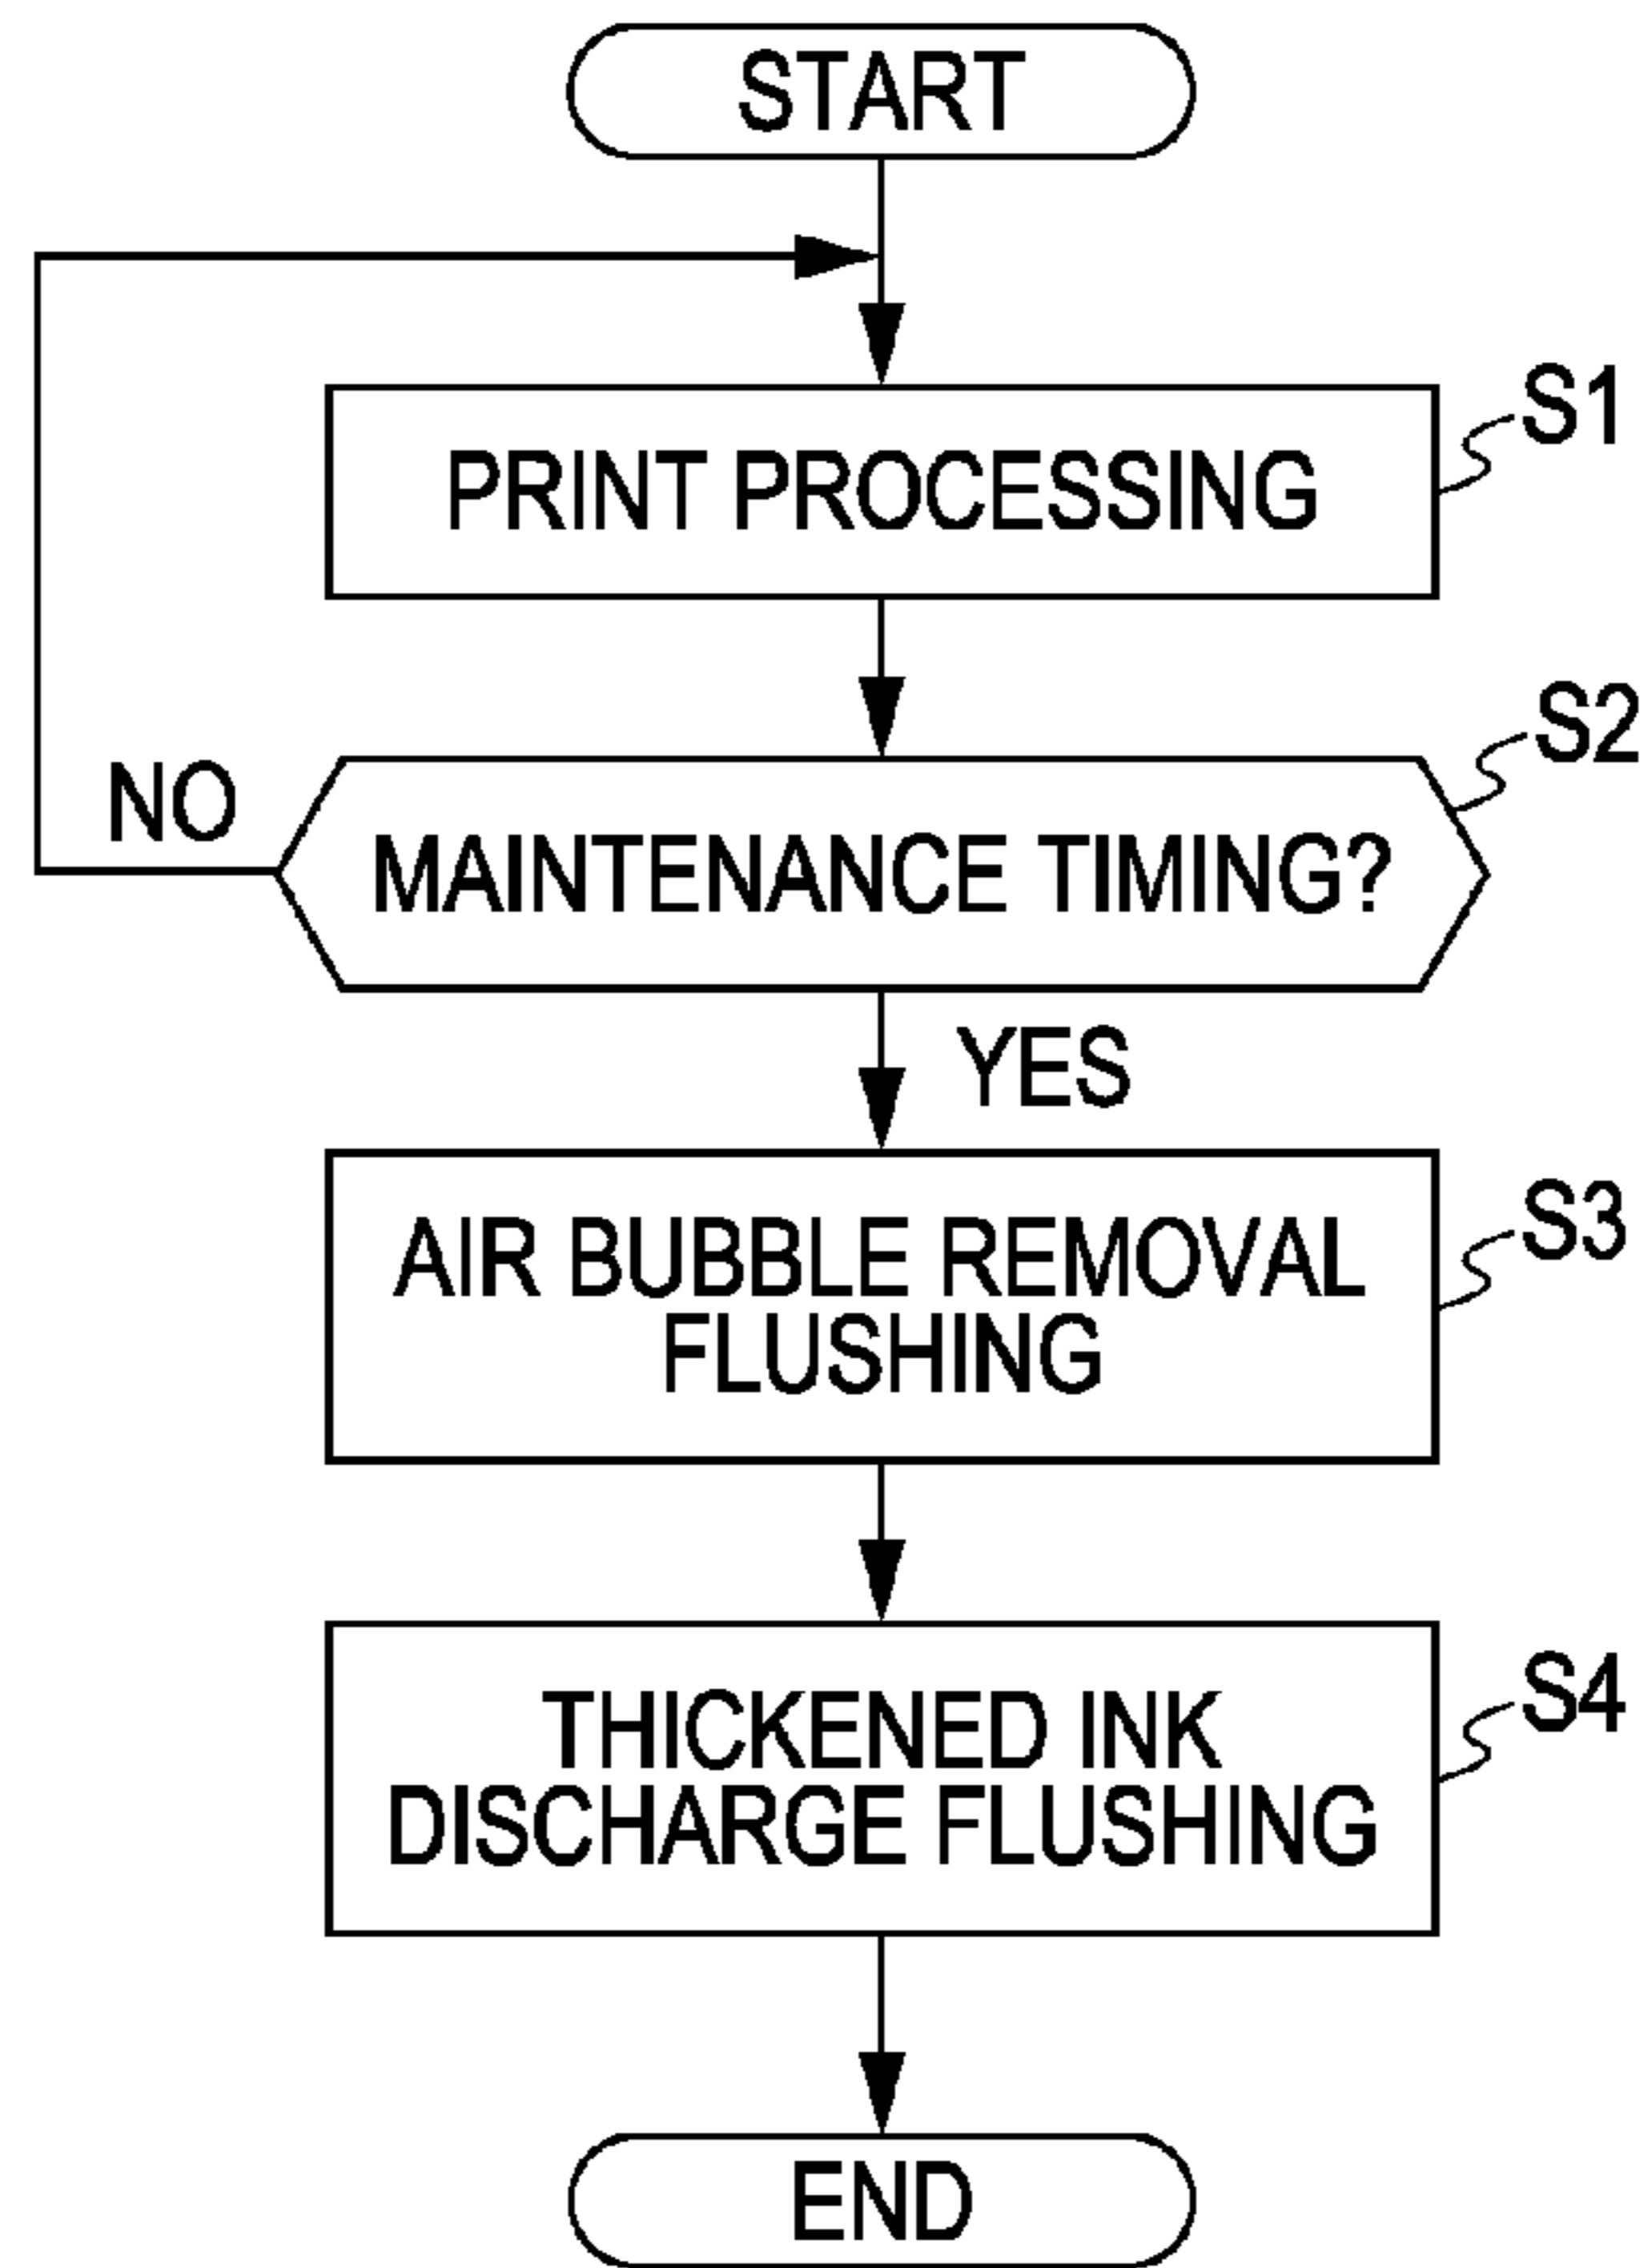 START
PRINT PROCESSING
S1
S2
NO
MAINTENANCE TIMING?
YES
AIR BUBBLE REMOVAL
FLUSHING
S3
THICKENED INK
DISCHARGE FLUSHING
S4
END